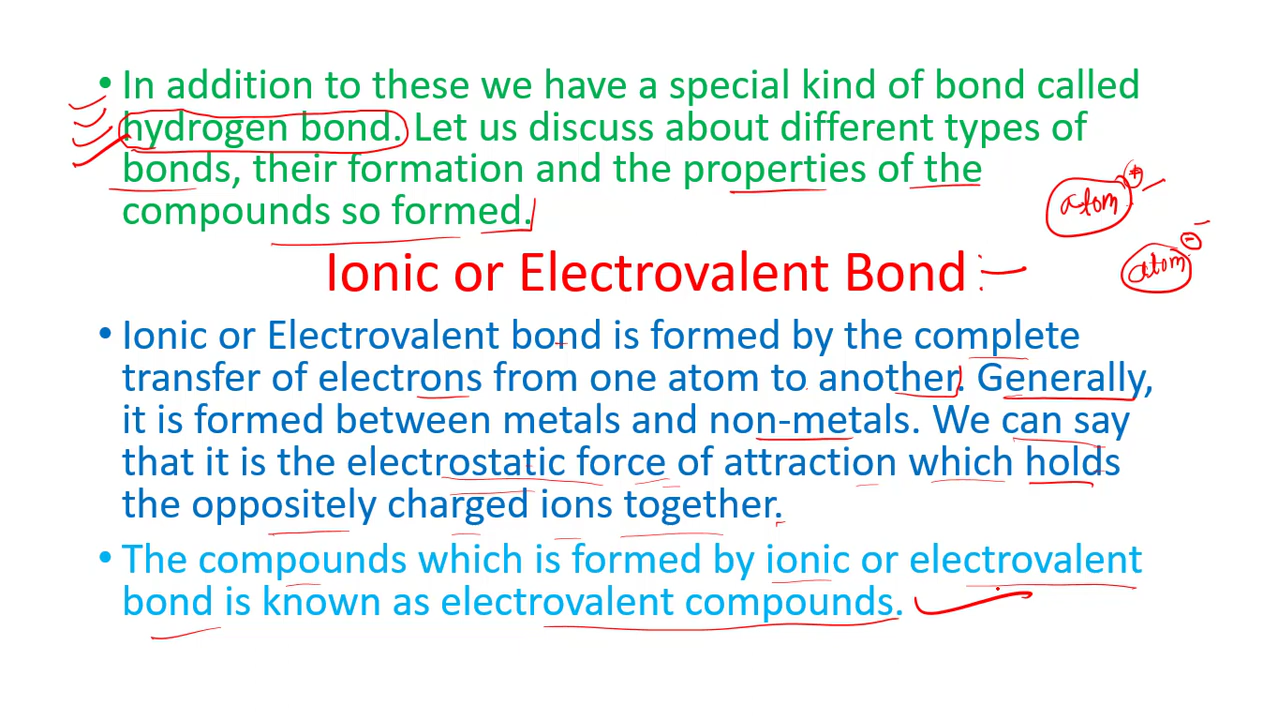 • In addition to these we have a special kind of bond called
hydrogen bond. Let us discuss about different types of
bonds, their formation and the properties of the
compounds so formed.
atom +
atom -
Ionic or Electrovalent Bond :-
• Ionic or Electrovalent bond is formed by the complete
transfer of electrons from one atom to another. Generally,
it is formed between metals and non-metals. We can say
that it is the electrostatic force of attraction which holds
the oppositely charged ions together.
• The compounds which is formed by ionic or electrovalent
bond is known as electrovalent compounds.